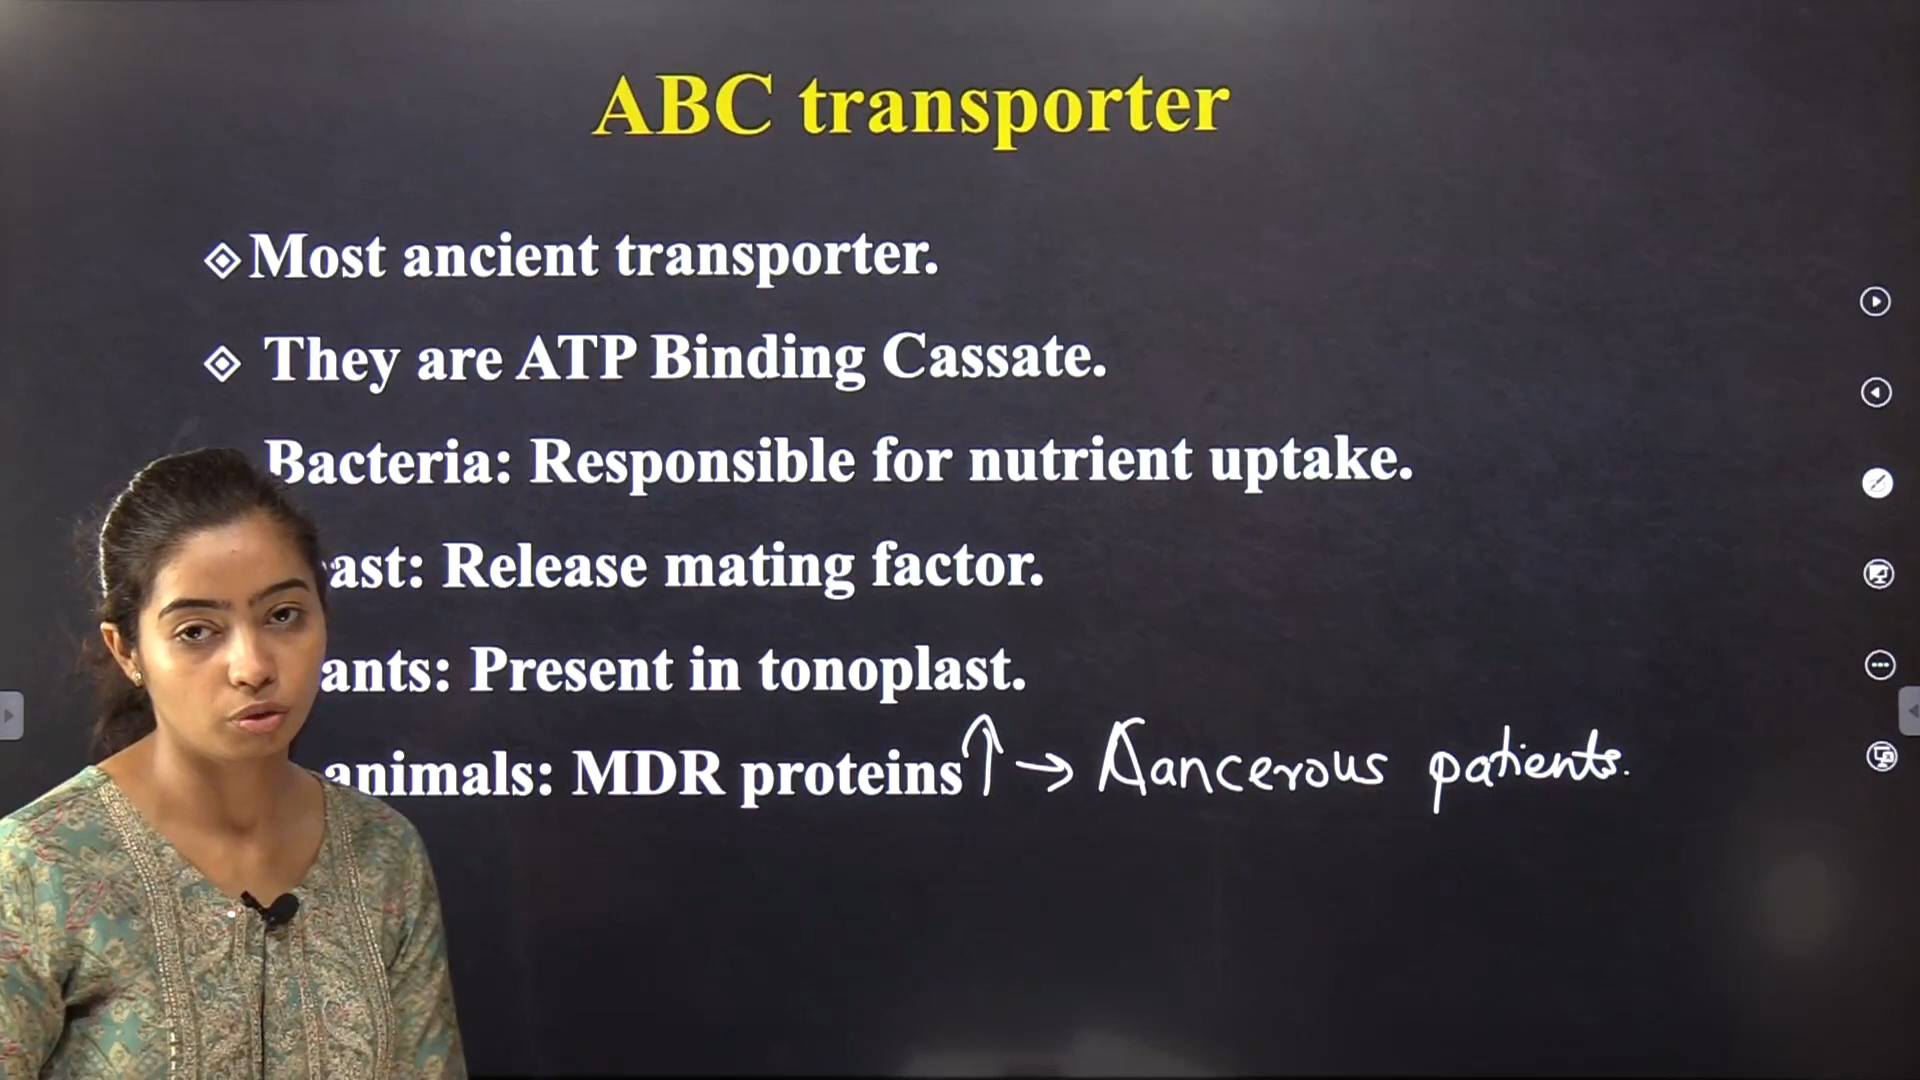 ABC transporter
Most ancient transporter.
They are ATP Binding Cassate.
Bacteria: Responsible for nutrient uptake.
ast: Release mating factor.
ants: Present in tonoplast.
animals: MDR proteins↑ → Cancerous patients.